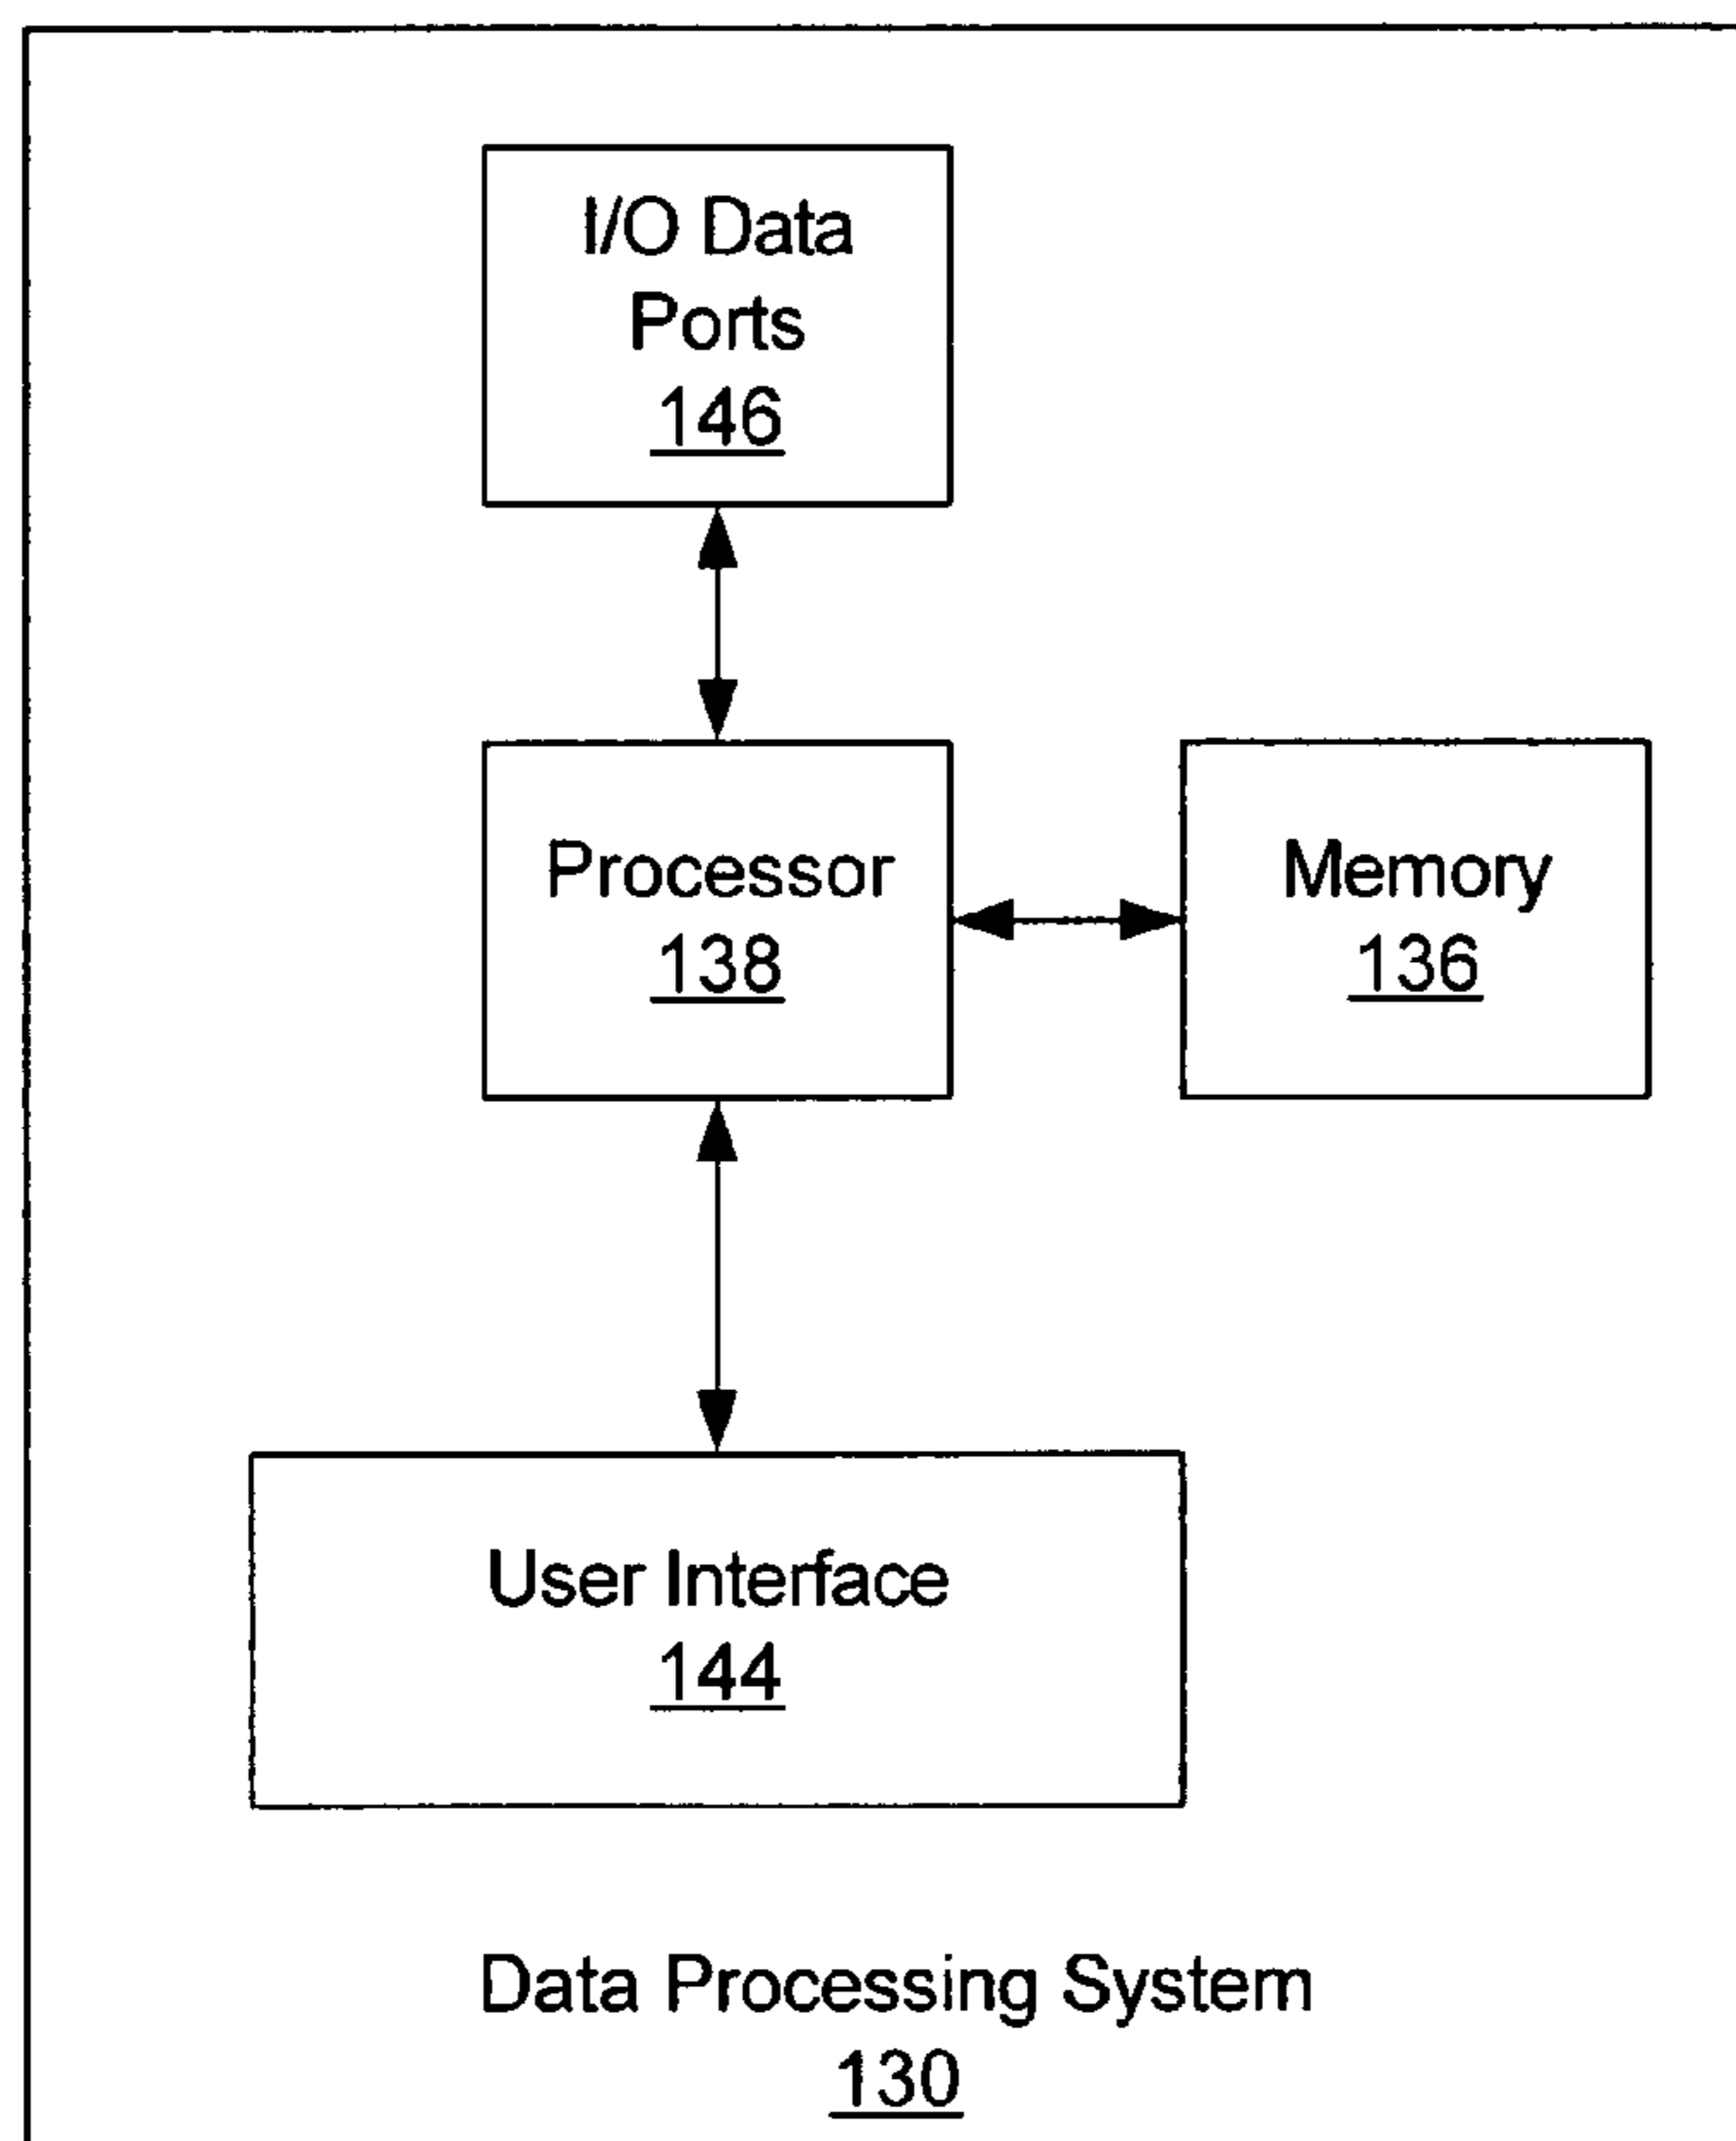 I/O Data
Ports
146
Processor
138
Memory
136
User Interface
144
Data Processing System
130